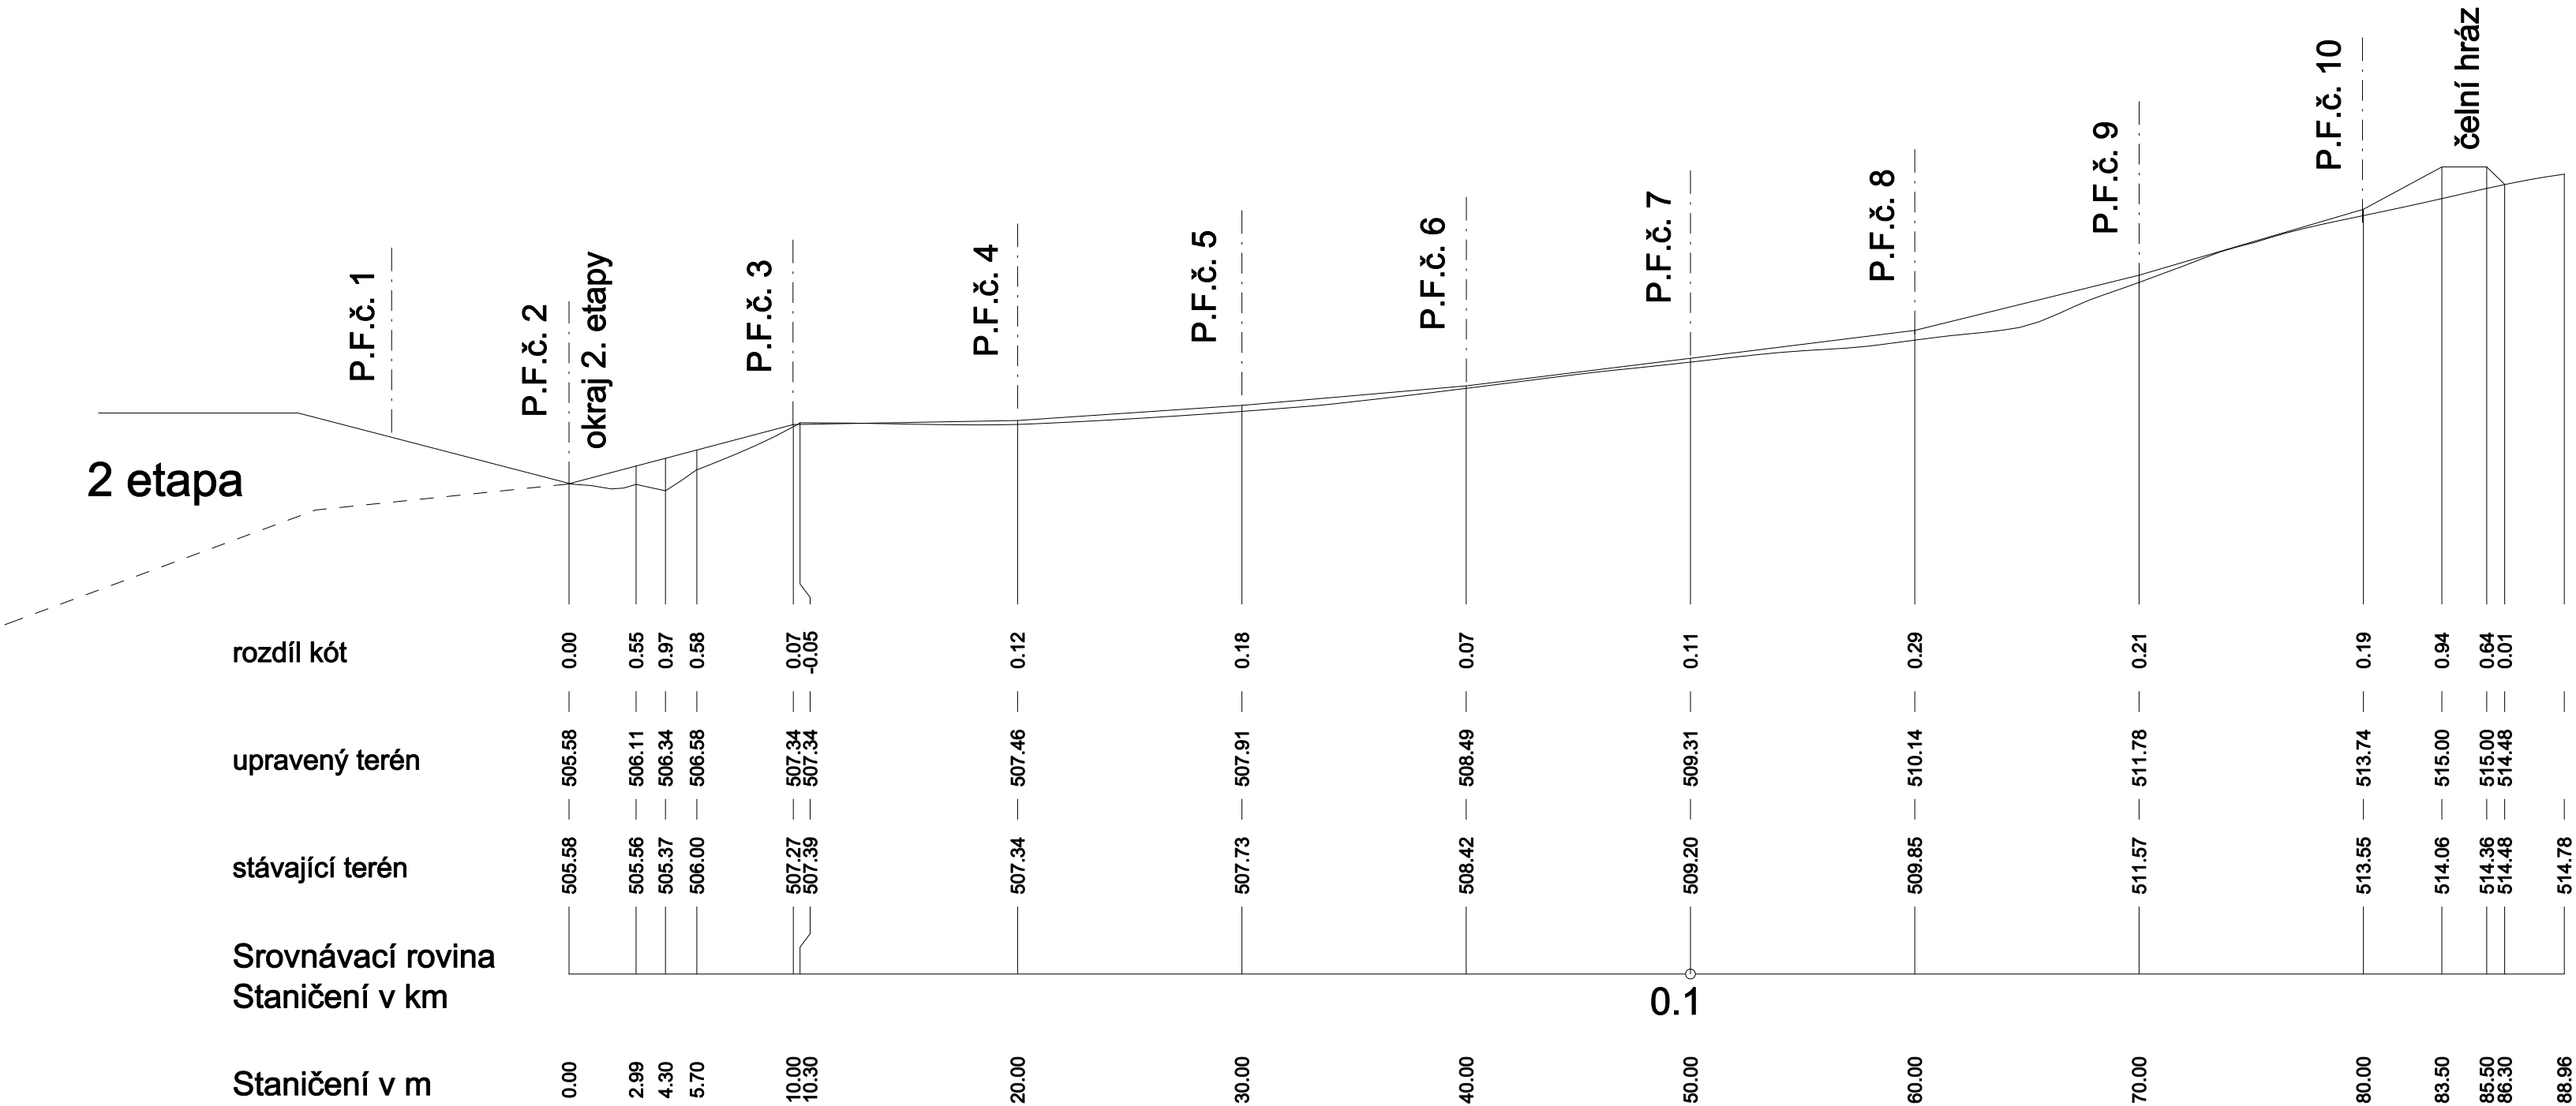 čelní hráz
P.F.č. 10
P.F.č. 9
P.F.č. 8
P.F.č. 7
P.F.č. 6
P.F.č. 5
P.F.č. 4
P.F.č. 3
okraj 2. etapy
P.F.č. 2
P.F.č. 1
2 etapa
rozdíl kót 0.00 0.55 0.97 0.58 0.07 -0.05 0.12 0.18 0.07 0.11 0.29 0.21 0.19 0.94 0.64 0.01
upravený terén 505.58 506.11 506.34 506.58 507.34 507.34 507.46 507.91 508.49 509.31 510.14 511.78 513.74 515.00 515.00 514.48
stávající terén 505.58 505.56 505.37 506.00 507.27 507.39 507.34 507.73 508.42 509.20 509.85 511.57 513.55 514.06 514.36 514.48 514.78
Srovnávací rovina
Staničení v km 0.1
Staničení v m 0.00 2.99 4.30 5.70 10.00 10.30 20.00 30.00 40.00 50.00 60.00 70.00 80.00 83.50 85.50 86.30 88.96